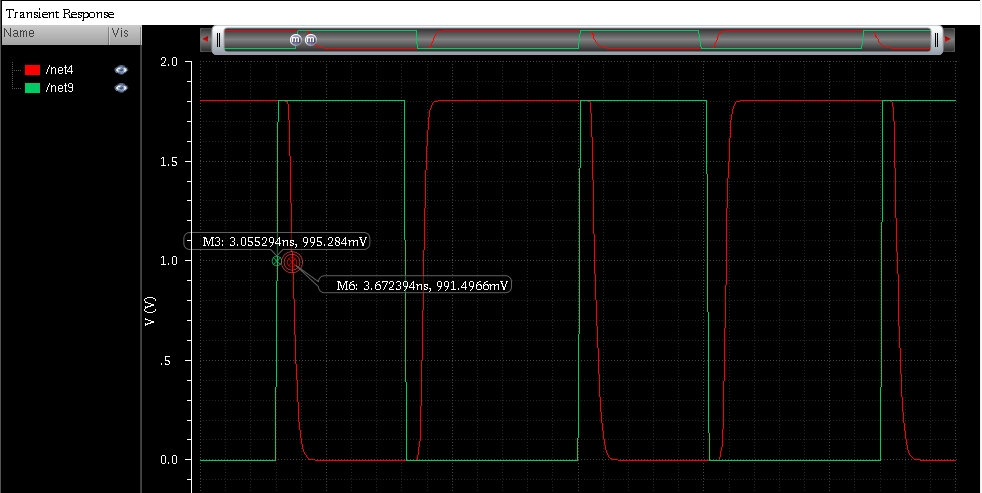 Transient Response
Name Vis
m m
/net4
/net9
2.0
1.5
M3: 3.055294ns, 995.284mV
1.0
M6: 3.672394ns, 991.4966mV
V (V)
.5
0.0